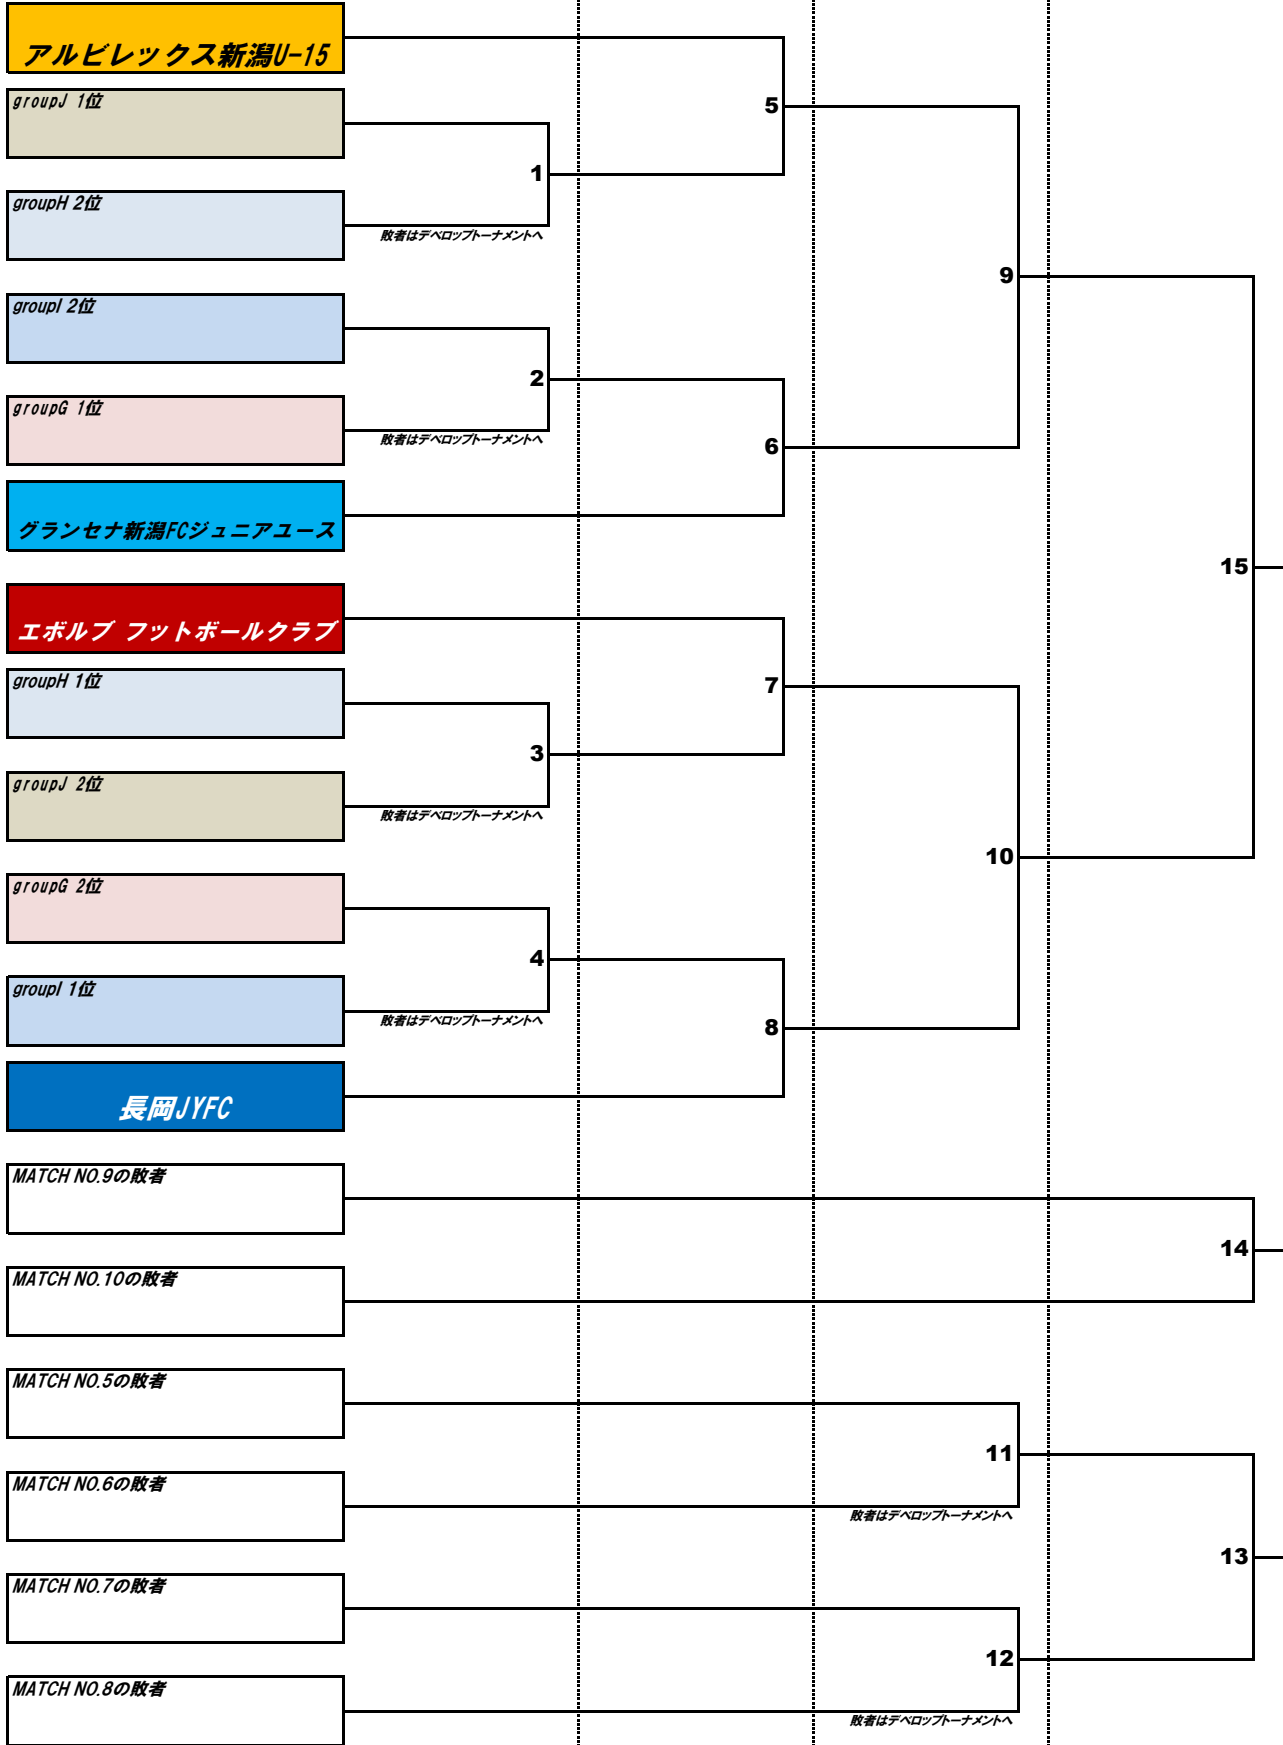 アルビレックス新潟U-15
groupJ 1位
5
1
groupH 2位
敗者はデベロップトーナメントへ
9
groupI 2位
2
groupG 1位
敗者はデベロップトーナメントへ
6
グランセナ新潟FCジュニアユース
15
エボルブ フットボールクラブ
groupH 1位
7
3
groupJ 2位
敗者はデベロップトーナメントへ
10
groupG 2位
4
groupI 1位
敗者はデベロップトーナメントへ
8
長岡JYFC
MATCH NO.9の敗者
14
MATCH NO.10の敗者
MATCH NO.5の敗者
11
MATCH NO.6の敗者
敗者はデベロップトーナメントへ
13
MATCH NO.7の敗者
12
MATCH NO.8の敗者
敗者はデベロップトーナメントへ